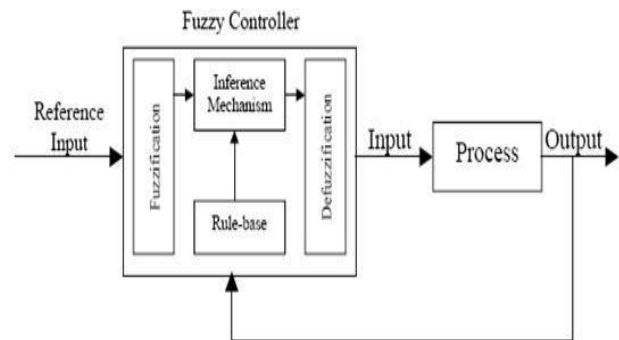 Fuzzy Controller
Reference
Input
Fuzzification
Inference
Mechanism
Rule-base
Defuzzification
Input
Process
Output